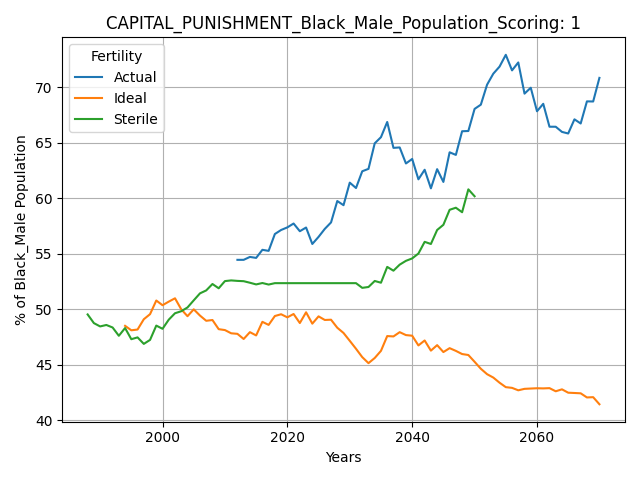 CAPITAL_PUNISHMENT_Black_Male_Population_Scoring: 1
Fertility
Actual
Ideal
Sterile
% of Black_Male Population
70
65
60
55
50
45
40
2000
2020
2040
2060
Years